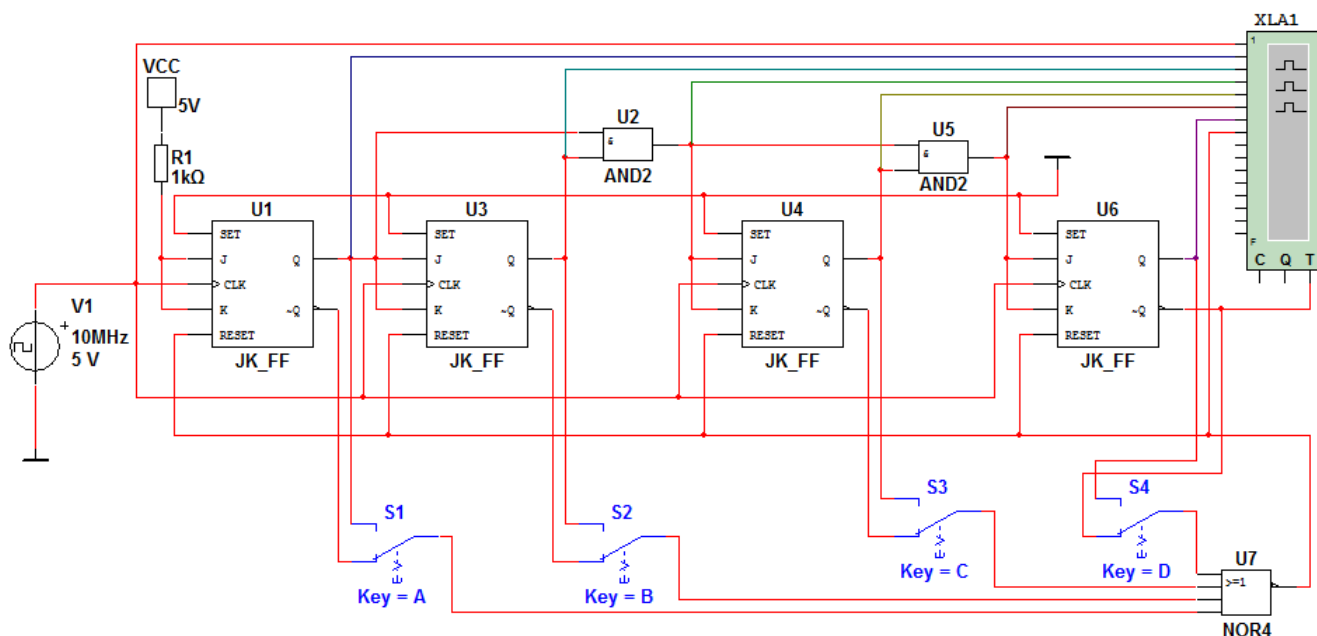 XLA1
1
VCC
5V
R1
1kΩ
U2
&
AND2
U5
&
AND2
F
C Q T
U1
SET
J Q
CLK
K ~Q
RESET
JK_FF
U3
SET
J Q
CLK
K ~Q
RESET
JK_FF
U4
SET
J Q
CLK
K ~Q
RESET
JK_FF
U6
SET
J Q
CLK
K ~Q
RESET
JK_FF
V1
+
10MHz
5 V
S1
Key = A
S2
Key = B
S3
Key = C
S4
Key = D
U7
>=1
NOR4